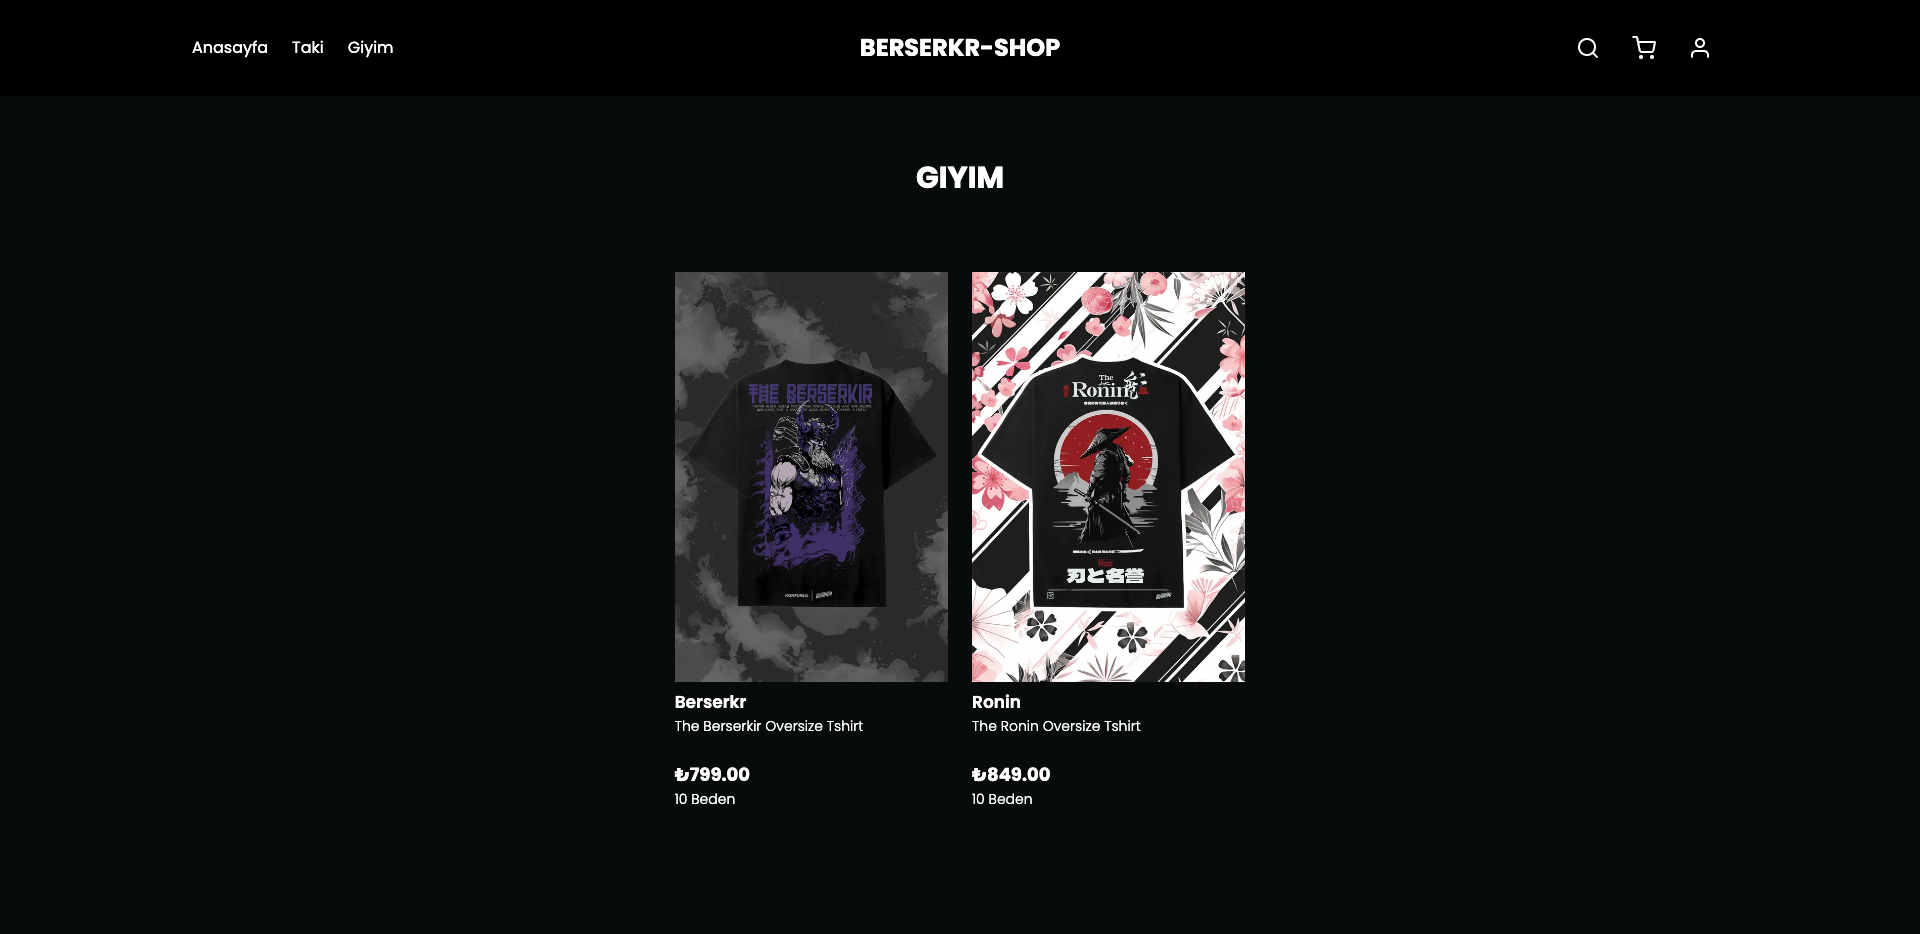 Anasayfa Taki Giyim
BERSERKR-SHOP
GIYIM
THE BERSERKIR
The
Ronin
刃と名誉
Berserkr
The Berserkir Oversize Tshirt
₺799.00
10 Beden
Ronin
The Ronin Oversize Tshirt
₺849.00
10 Beden